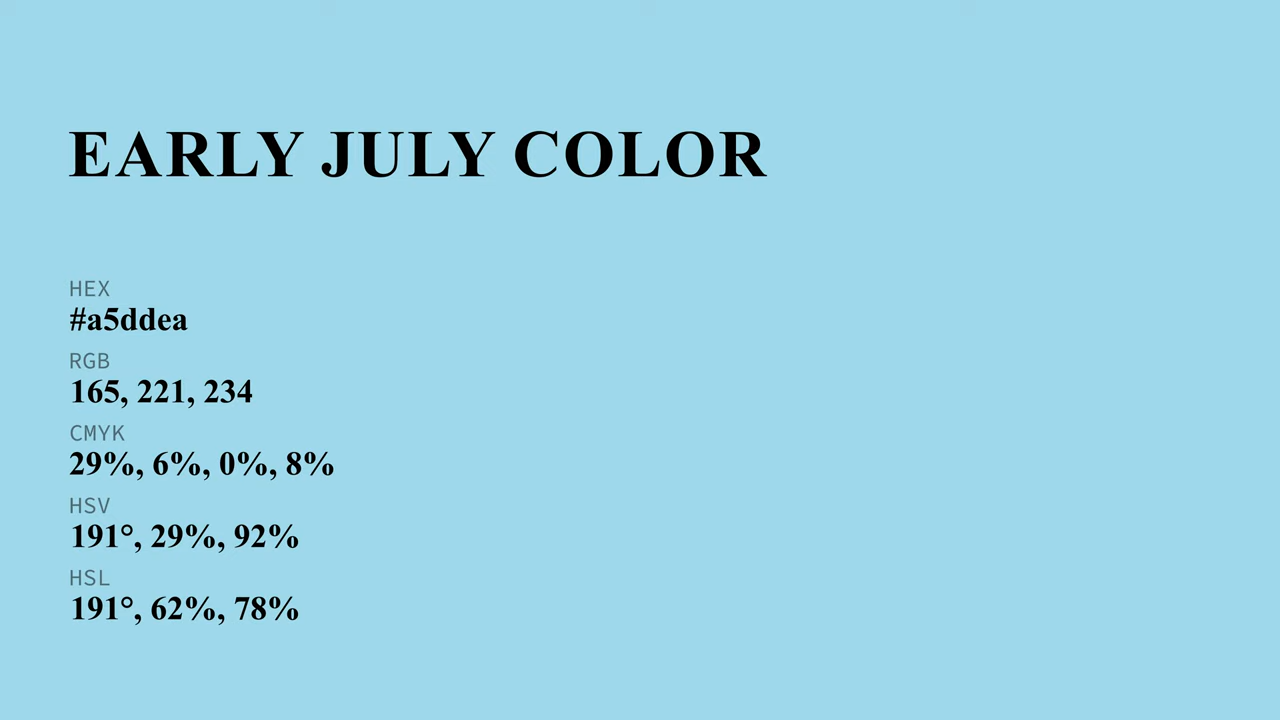 EARLY JULY COLOR
HEX
#a5ddea
RGB
165, 221, 234
CMYK
29%, 6%, 0%, 8%
HSV
191°, 29%, 92%
HSL
191°, 62%, 78%